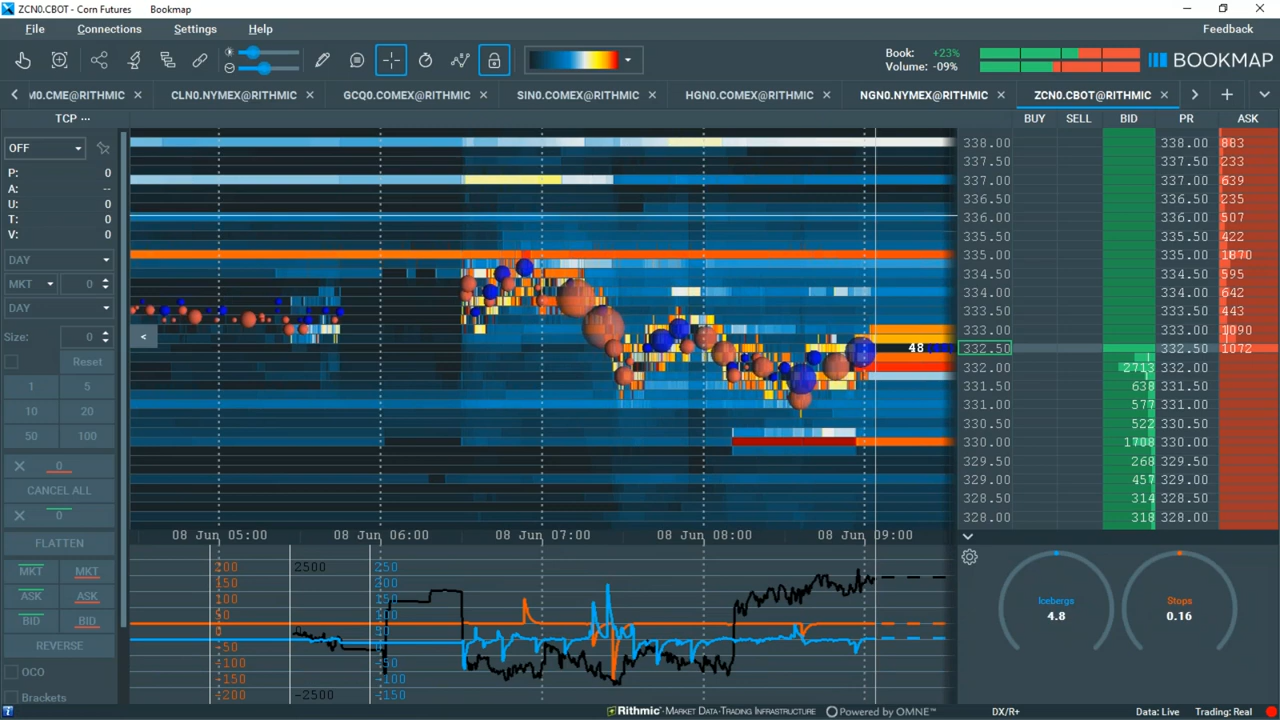 ZCN0.CBOT - Corn Futures Bookmap
File Connections Settings Help Feedback
Book: +23%
Volume: -09%
BOOKMAP
M0.CME@RITHMIC CLN0.NYMEX@RITHMIC GCQ0.COMEX@RITHMIC SIN0.COMEX@RITHMIC HGN0.COMEX@RITHMIC NGN0.NYMEX@RITHMIC ZCN0.CBOT@RITHMIC
TCP ...
BUY SELL BID PR ASK
OFF
P: 0
A: --
U: 0
T: 0
V: 0
DAY
MKT 0
DAY
Size: 0
<
Reset
1 5
10 20
50 100
0
CANCEL ALL
0
FLATTEN
MKT MKT
ASK ASK
BID BID
REVERSE
OCO
Brackets
48
338.00 338.00 883
337.50 337.50 233
337.00 337.00 639
336.50 336.50 235
336.00 336.00 507
335.50 335.50 422
335.00 335.00 1870
334.50 334.50 595
334.00 334.00 642
333.50 333.50 443
333.00 333.00 1090
332.50 332.50 1072
332.00 2713 332.00
331.50 638 331.50
331.00 577 331.00
330.50 522 330.50
330.00 1708 330.00
329.50 268 329.50
329.00 457 329.00
328.50 314 328.50
328.00 318 328.00
08 Jun 05:00 08 Jun 06:00 08 Jun 07:00 08 Jun 08:00 08 Jun 09:00
200 2500 250
150 200
100 150
50 100
0 50
-50
-100 -50
-150 -100
-200 -2500 -150
Icebergs
4.8
Stops
0.16
Rithmic · MARKET DATA · TRADING INFRASTRUCTURE Powered by OMNE™ DX/R+ Data: Live Trading: Real